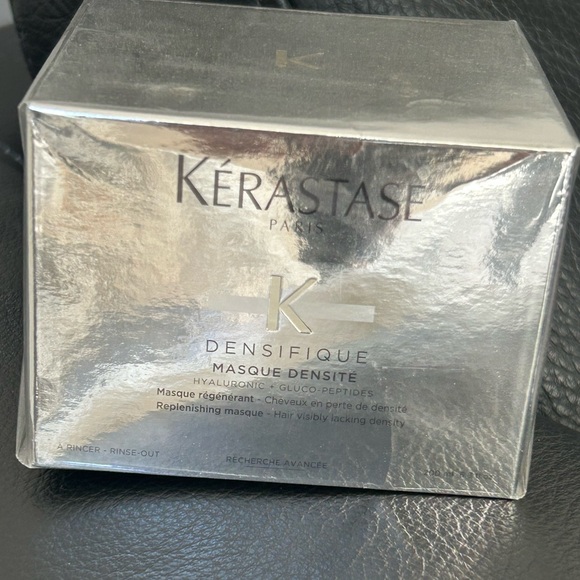 K
KÉRASTASE
PARIS
K
DENSIFIQUE
MASQUE DENSITÉ
HYALURONIC + GLUCO-PEPTIDES
Masque régénérant - Cheveux en perte de densité
Replenishing masque - Hair visibly lacking density
À RINCER - RINSE-OUT
RECHERCHE AVANCÉE